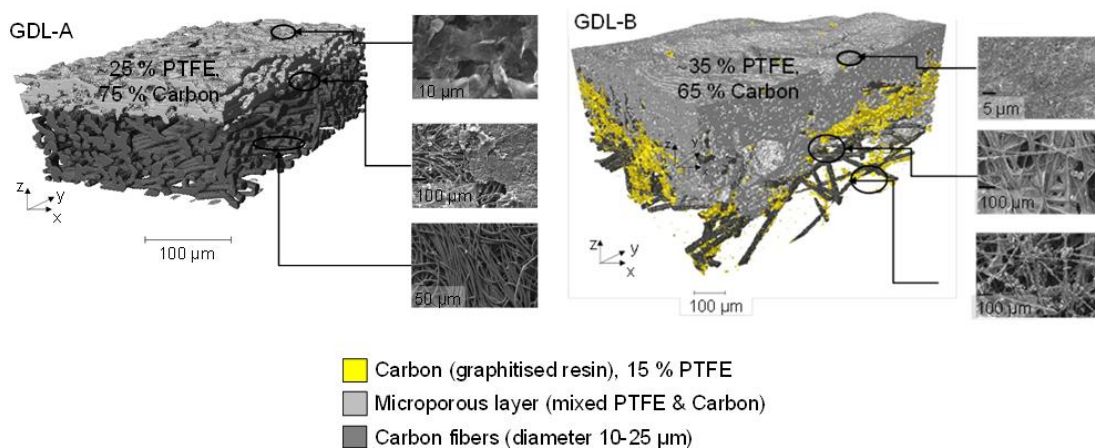 GDL-A
25 % PTFE,
75 % Carbon
10 µm
100 µm
50 µm
z
y
x
100 µm
GDL-B
35 % PTFE,
65 % Carbon
5 µm
100 µm
100 µm
z
y
x
100 µm
Carbon (graphitised resin), 15 % PTFE
Microporous layer (mixed PTFE & Carbon)
Carbon fibers (diameter 10-25 µm)